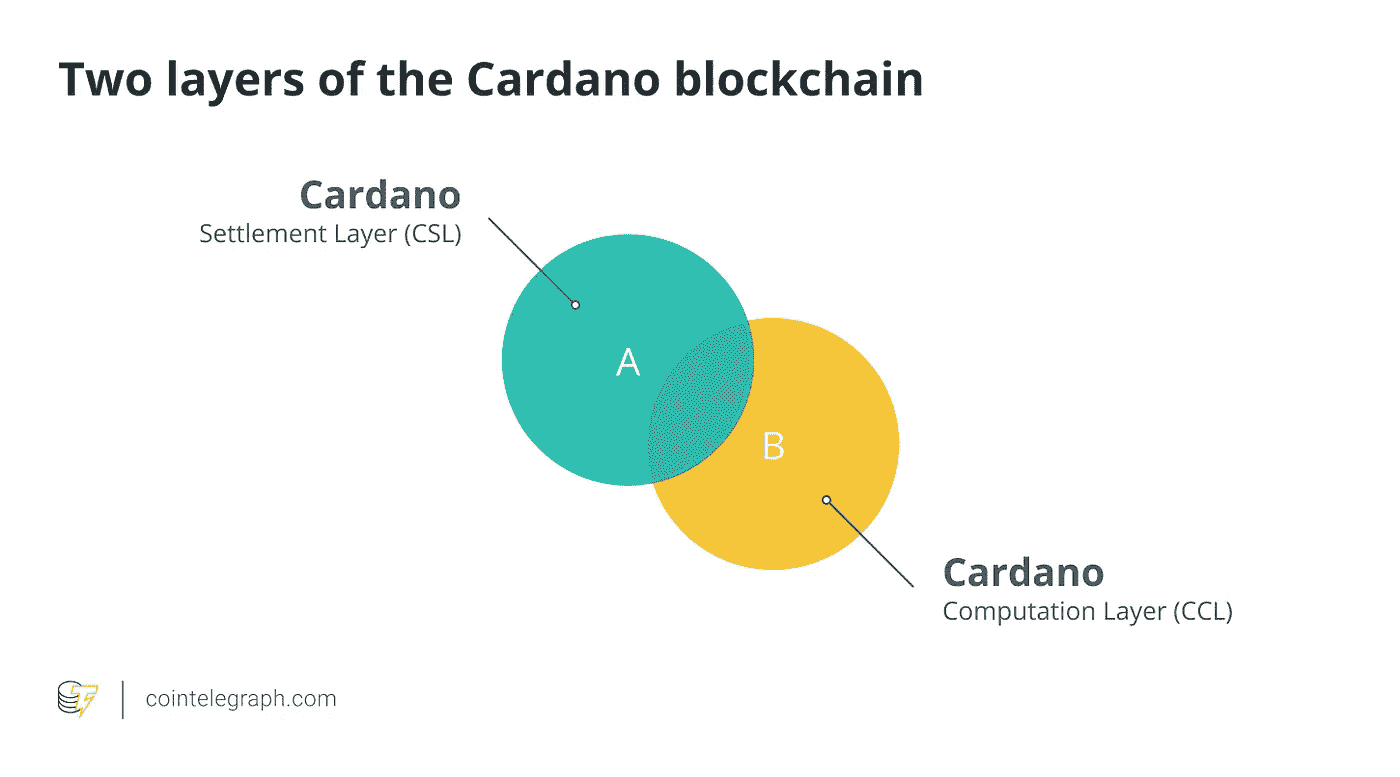 Two layers of the Cardano blockchain
Cardano
Settlement Layer (CSL)
A
B
Cardano
Computation Layer (CCL)
cointelegraph.com